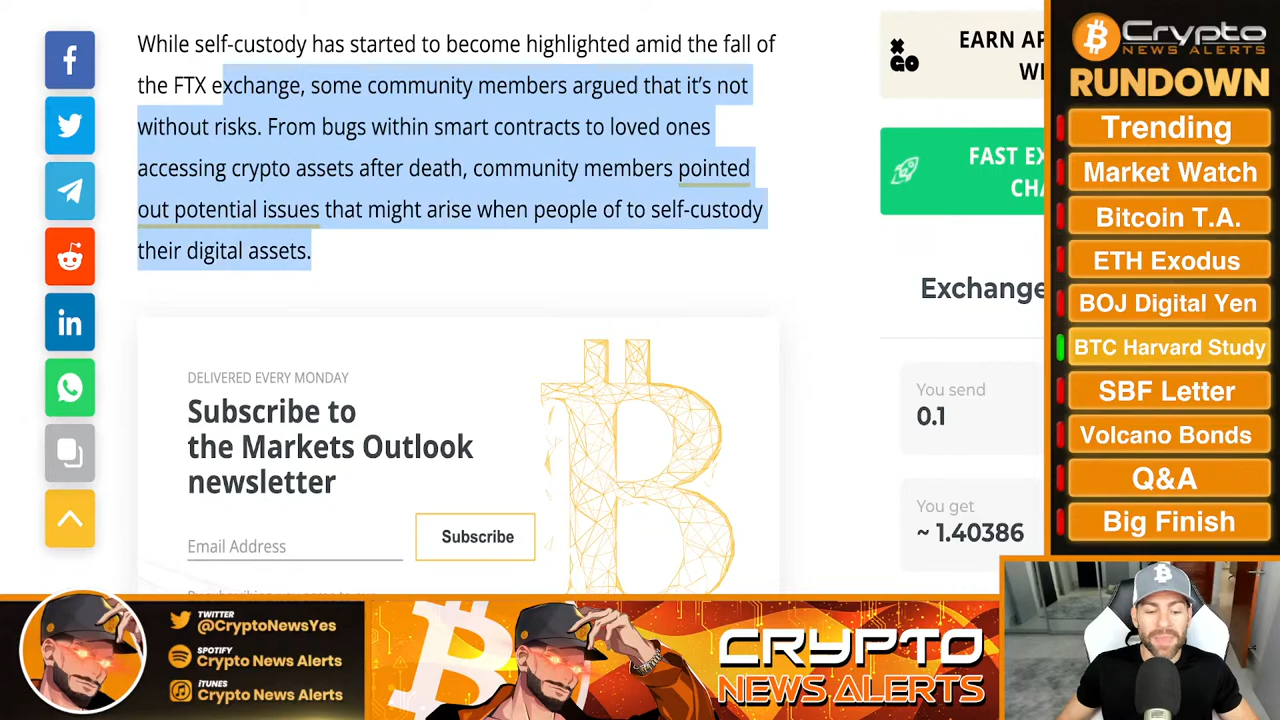 While self-custody has started to become highlighted amid the fall of
the FTX exchange, some community members argued that it's not
without risks. From bugs within smart contracts to loved ones
accessing crypto assets after death, community members pointed
out potential issues that might arise when people of to self-custody
their digital assets.
DELIVERED EVERY MONDAY
Subscribe to
the Markets Outlook
newsletter
Email Address
Subscribe
EARN AP
W
GO
FAST EX
CHA
Exchange
You send
0.1
You get
~ 1.40386
Crypto
NEWS ALERTS
RUNDOWN
Trending
Market Watch
Bitcoin T.A.
ETH Exodus
BOJ Digital Yen
BTC Harvard Study
SBF Letter
Volcano Bonds
Q&A
Big Finish
TWITTER
@CryptoNewsYes
SPOTIFY
Crypto News Alerts
iTUNES
Crypto News Alerts
CRYPTO
NEWS ALERTS